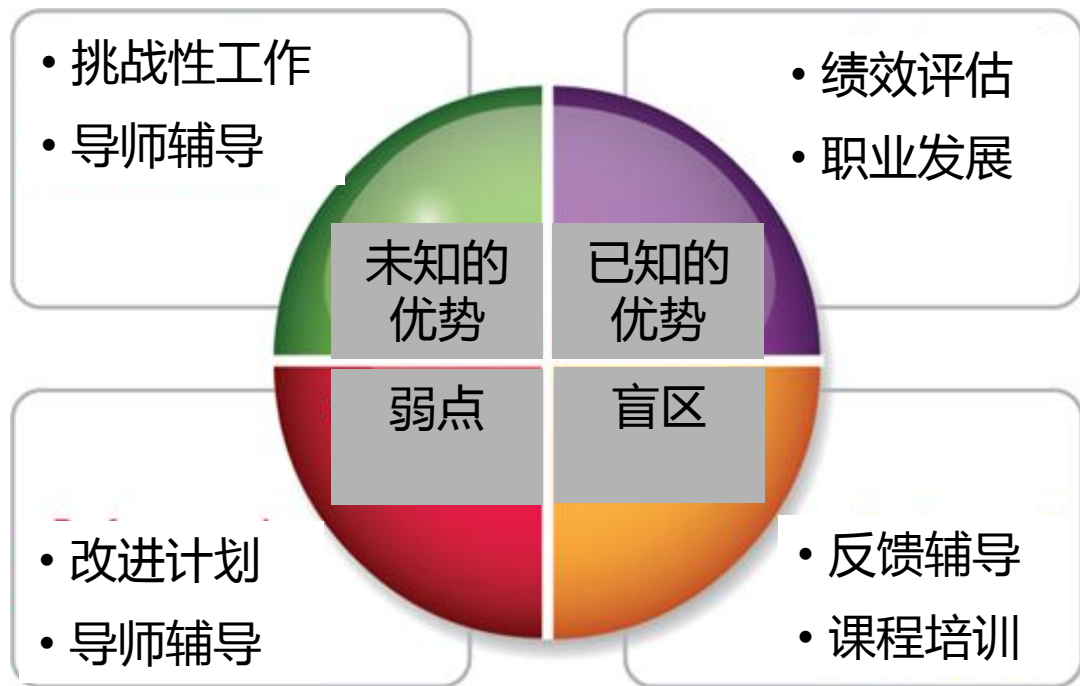 • 挑战性工作
• 导师辅导
• 绩效评估
• 职业发展
未知的
优势
已知的
优势
弱点
盲区
• 改进计划
• 导师辅导
• 反馈辅导
• 课程培训